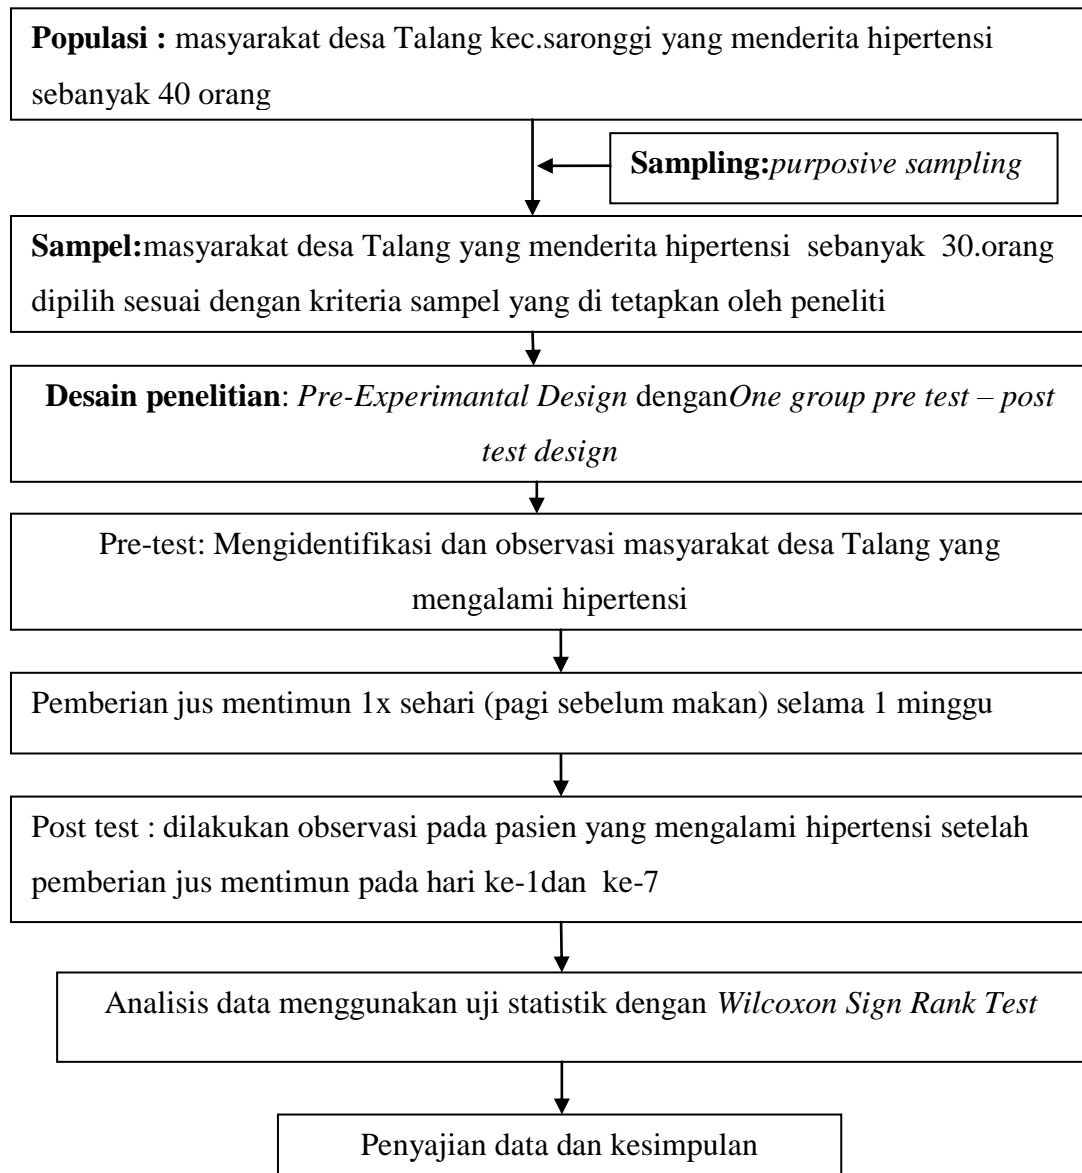 Populasi : masyarakat desa Talang kec.saronggi yang menderita hipertensi
sebanyak 40 orang
Sampling:purposive sampling
Sampel:masyarakat desa Talang yang menderita hipertensi sebanyak 30.orang
dipilih sesuai dengan kriteria sampel yang di tetapkan oleh peneliti
Desain penelitian: Pre-Experimantal Design denganOne group pre test – post
test design
Pre-test: Mengidentifikasi dan observasi masyarakat desa Talang yang
mengalami hipertensi
Pemberian jus mentimun 1x sehari (pagi sebelum makan) selama 1 minggu
Post test : dilakukan observasi pada pasien yang mengalami hipertensi setelah
pemberian jus mentimun pada hari ke-1dan ke-7
Analisis data menggunakan uji statistik dengan Wilcoxon Sign Rank Test
Penyajian data dan kesimpulan